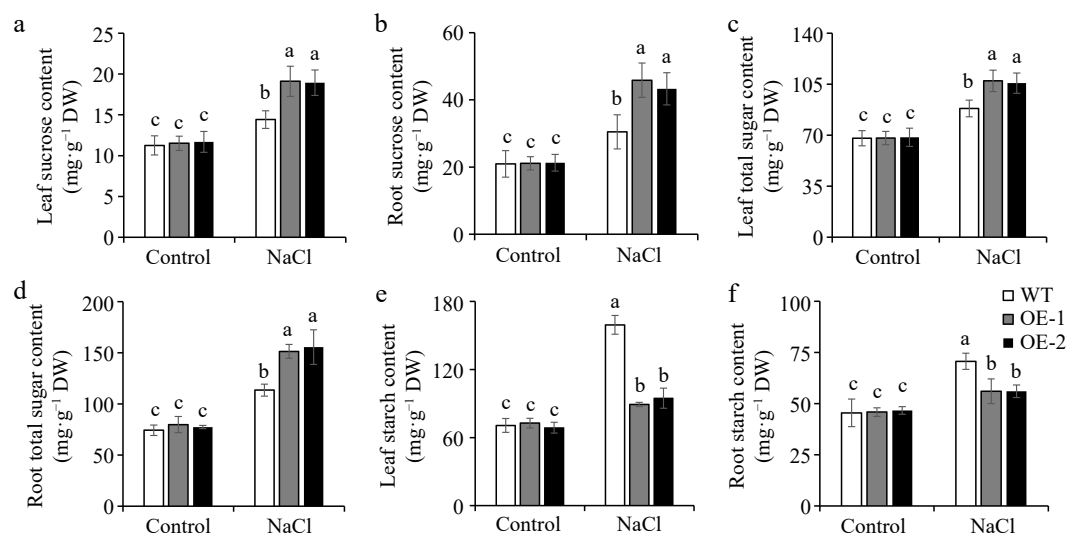 a
Leaf sucrose content
(mg·g⁻¹ DW)
25
20
15
10
5
0
c c c
b a a
Control NaCl
b
Root sucrose content
(mg·g⁻¹ DW)
60
40
20
0
c c c
b a a
Control NaCl
c
Leaf total sugar content
(mg·g⁻¹ DW)
140
105
70
35
0
c c c
b a a
Control NaCl
d
Root total sugar content
(mg·g⁻¹ DW)
200
150
100
50
0
c c c
b a a
Control NaCl
e
Leaf starch content
(mg·g⁻¹ DW)
180
120
60
0
c c c
a b b
Control NaCl
f
Root starch content
(mg·g⁻¹ DW)
100
75
50
25
0
c c c
a b b
Control NaCl
WT
OE-1
OE-2